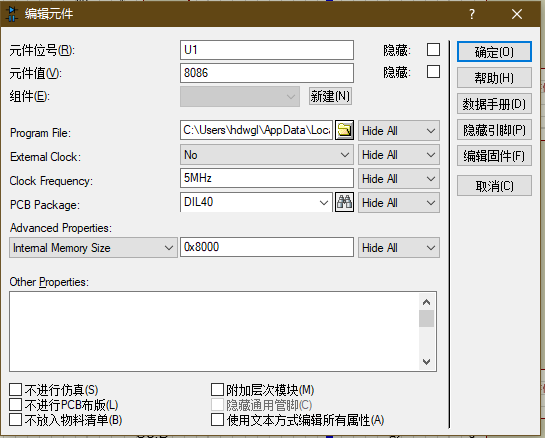 编辑元件
元件位号(R): U1 隐藏: 确定(O)
元件值(V): 8086 隐藏: 帮助(H)
组件(E): 新建(N) 数据手册(D)
隐藏引脚(P)
Program File: C:\Users\hdwgl\AppData\Loca Hide All
编辑固件(F)
External Clock: No Hide All
Clock Frequency: 5MHz Hide All
取消(C)
PCB Package: DIL40 Hide All
Advanced Properties:
Internal Memory Size 0x8000 Hide All
Other Properties:
不进行仿真(S) 附加层次模块(M)
不进行PCB布版(L) 隐藏通用管脚(C)
不放入物料清单(B) 使用文本方式编辑所有属性(A)